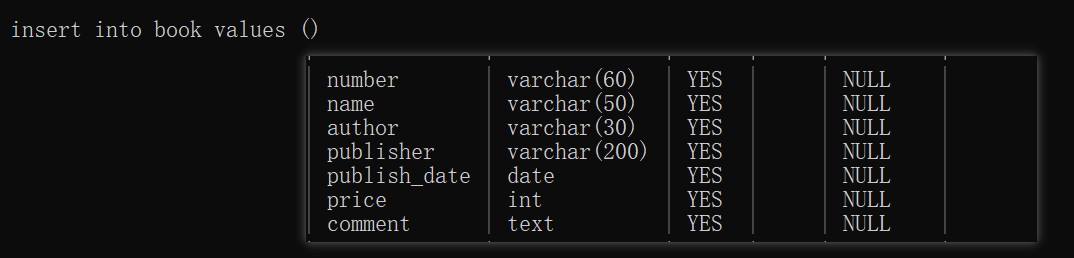 insert into book values ()
number varchar(60) YES NULL
name varchar(50) YES NULL
author varchar(30) YES NULL
publisher varchar(200) YES NULL
publish_date date YES NULL
price int YES NULL
comment text YES NULL